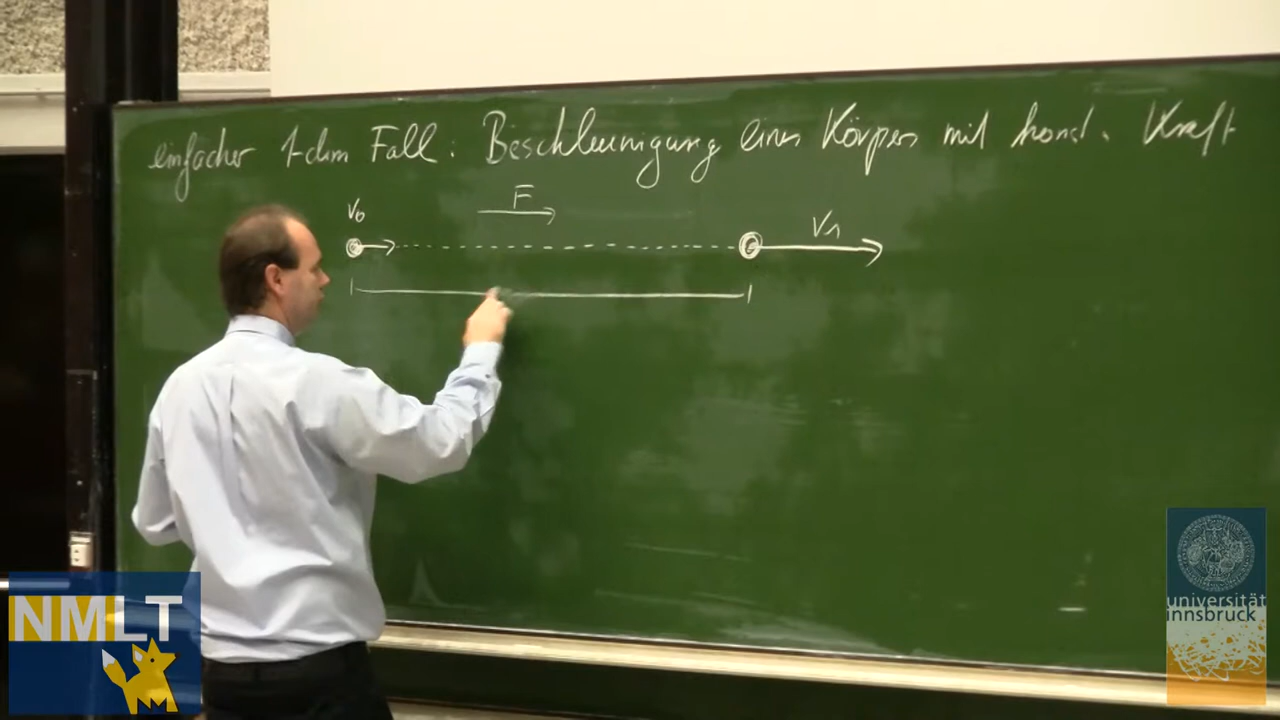 einfacher 1-dim Fall: Beschleunigung eines Körpers mit konst. Kraft
F
V0
V1
NMLT
universität
innsbruck